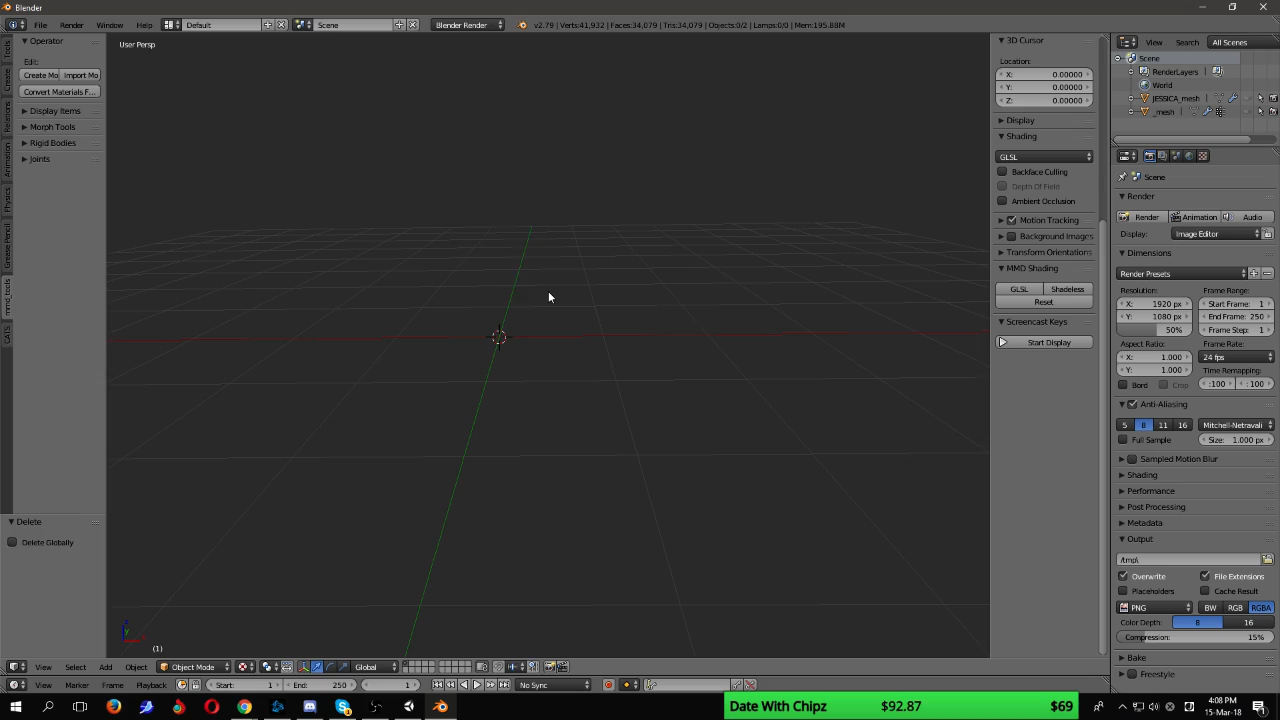 Blender
File Render Window Help Default Scene Blender Render v2.79 | Verts:41,932 | Faces:34,079 | Tris:34,079 | Objects:0/2 | Lamps:0/0 | Mem:195.88M
User Persp
Operator
Edit:
Create Mo Import Mo
Convert Materials F...
Display Items
Morph Tools
Rigid Bodies
Joints
Tools
Create
Relations
Animation
Physics
Grease Pencil
mmd_tools
CATS
Delete
Delete Globally
(1)
3D Cursor
Location:
X: 0.00000
Y: 0.00000
Z: 0.00000
Display
Shading
GLSL
Backface Culling
Depth Of Field
Ambient Occlusion
Motion Tracking
Background Images
Transform Orientations
MMD Shading
GLSL Shadeless
Reset
Screencast Keys
Start Display
View Search All Scenes
Scene
RenderLayers
World
JESSICA_mesh
_mesh
Scene
Render
Render Animation Audio
Display: Image Editor
Dimensions
Render Presets
Resolution: Frame Range:
X: 1920 px Start Frame: 1
Y: 1080 px End Frame: 250
50% Frame Step: 1
Aspect Ratio: Frame Rate:
X: 1.000 24 fps
Y: 1.000 Time Remapping:
Bord Crop :100 :100
Anti-Aliasing
5 8 11 16 Mitchell-Netravali
Full Sample Size: 1.000 px
Sampled Motion Blur
Shading
Performance
Post Processing
Metadata
Output
/tmp\
Overwrite File Extensions
Placeholders Cache Result
PNG BW RGB RGBA
Color Depth: 8 16
Compression: 15%
Bake
Freestyle
View Select Add Object Object Mode Global
View Marker Frame Playback Start: 1 End: 250 1 No Sync
Date With Chipz $92.87 $69
4:08 PM
15-Mar-18